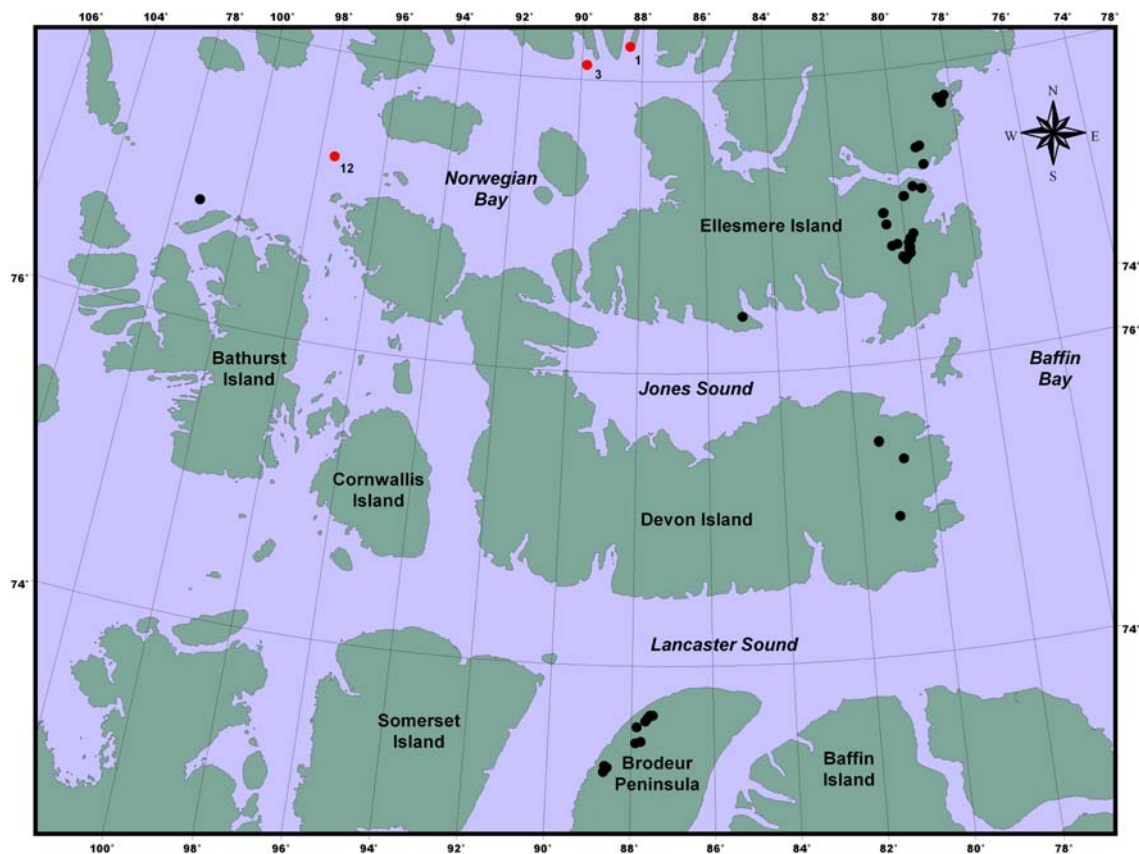 106° 104° 78° 98° 96° 94° 92° 90° 88° 86° 84° 82° 80° 78° 76° 78°
1
3
N
W E
S
12
Norwegian
Bay
Ellesmere Island
74°
76°
76°
Bathurst
Island
Baffin
Bay
Jones Sound
Cornwallis
Island
Devon Island
74°
74°
Lancaster Sound
Somerset
Island
Brodeur
Peninsula
Baffin
Island
100° 98° 96° 94° 92° 90° 88° 86° 84° 82° 80° 78°